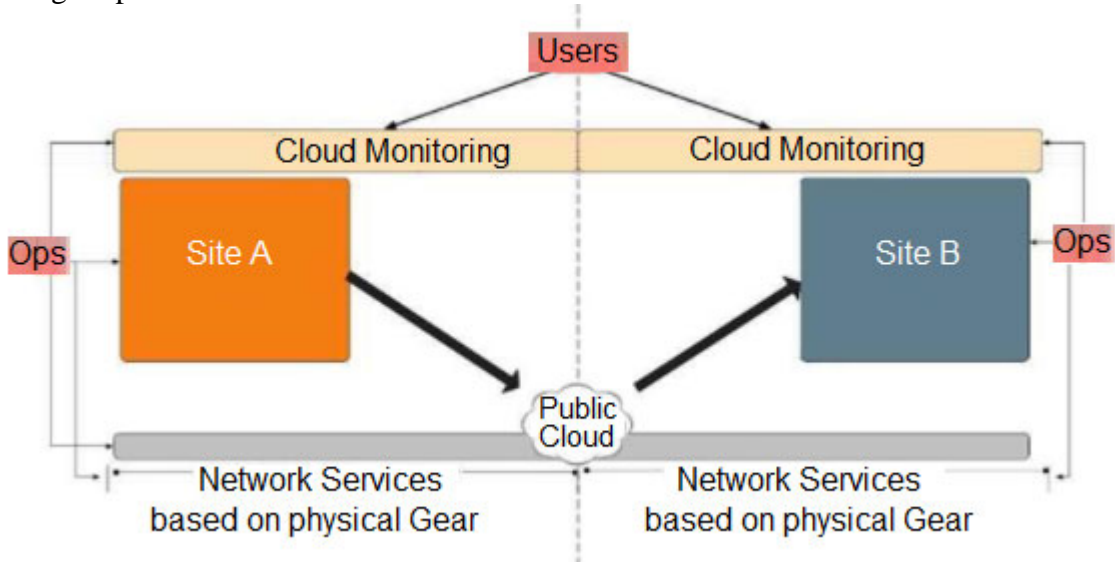 Users
Cloud Monitoring
Cloud Monitoring
Ops
Site A
Site B
Ops
Public
Cloud
Network Services
based on physical Gear
Network Services
based on physical Gear